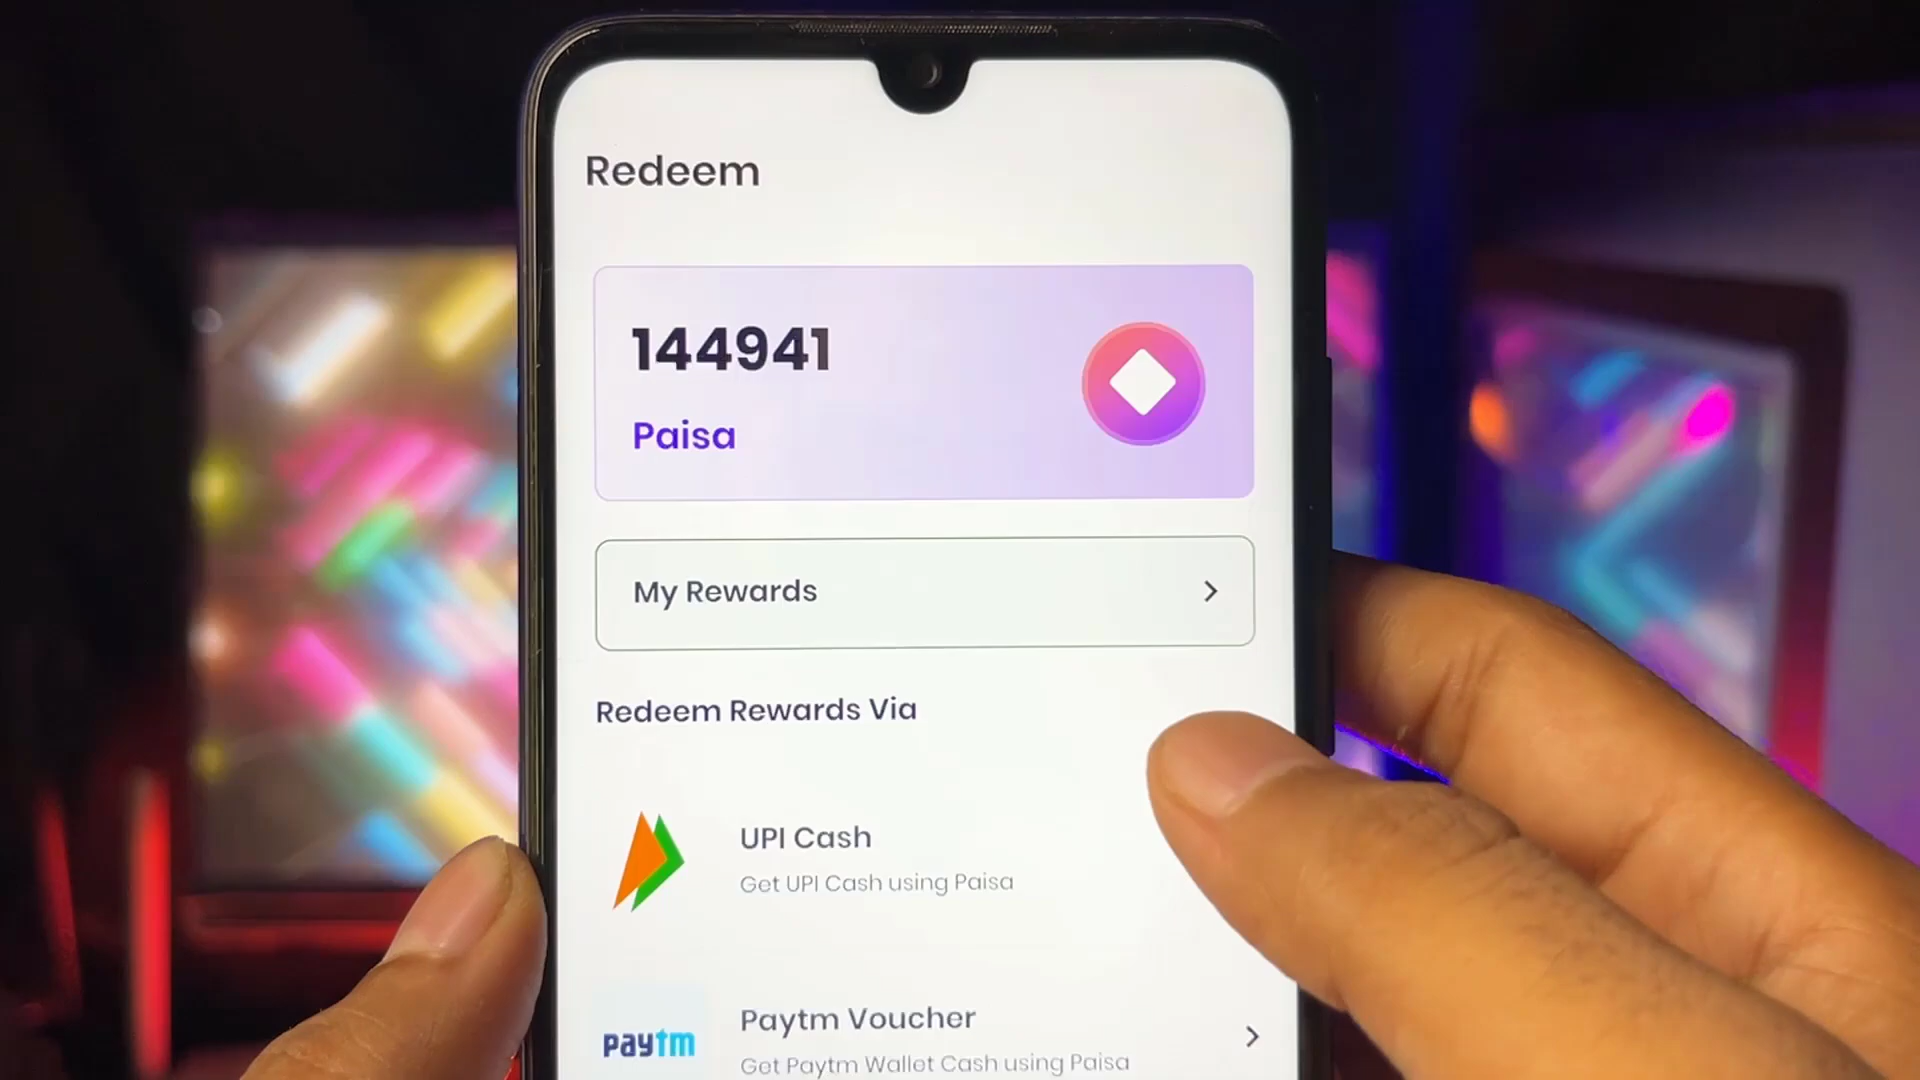 Redeem
144941
Paisa
My Rewards
Redeem Rewards Via
UPI Cash
Get UPI Cash using Paisa
paytm
Paytm Voucher
Get Paytm Wallet Cash using Paisa